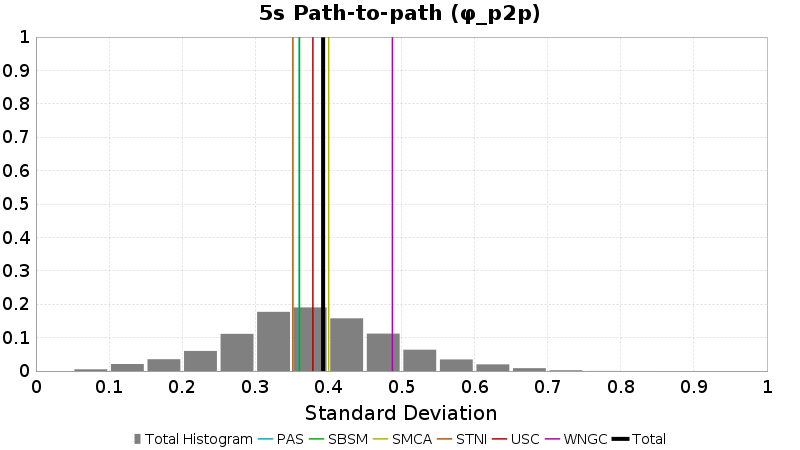 5s Path-to-path (φ_p2p)
1
0.9
0.8
0.7
0.6
0.5
0.4
0.3
0.2
0.1
0
0 0.1 0.2 0.3 0.4 0.5 0.6 0.7 0.8 0.9 1
Standard Deviation
Total Histogram PAS SBSM SMCA STNI USC WNGC Total